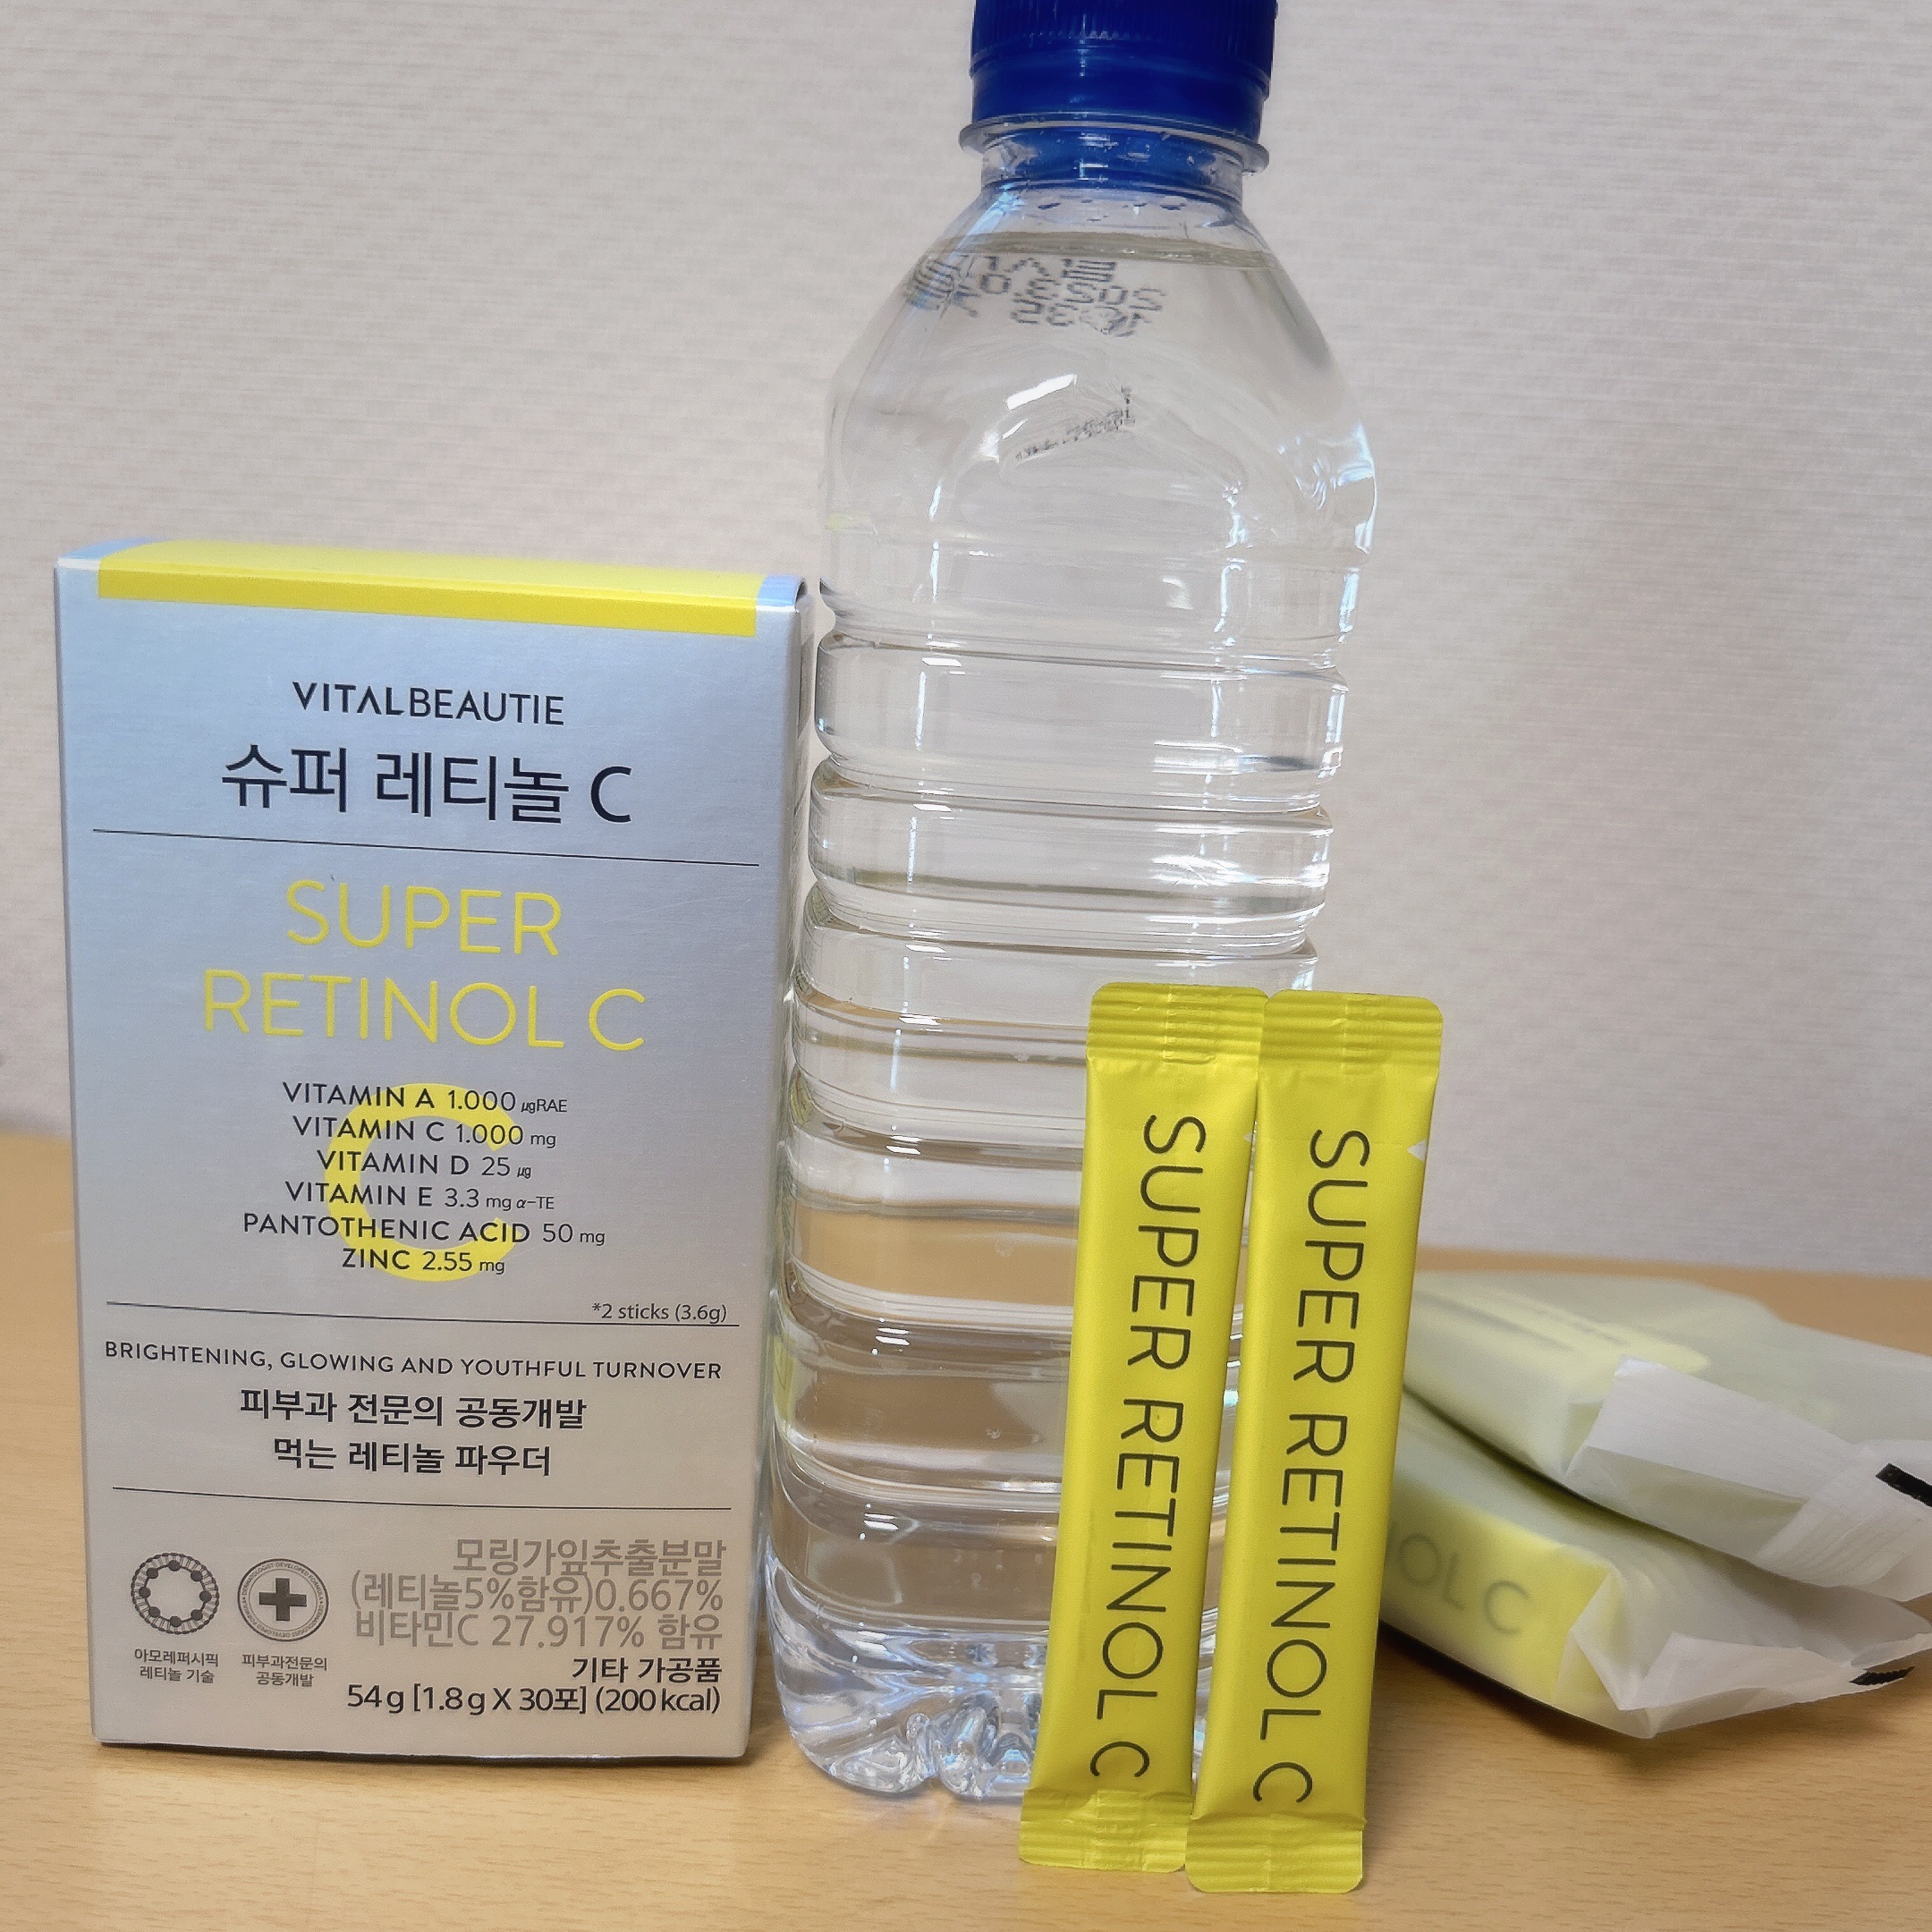 VITALBEAUTIE
슈퍼 레티놀 C
SUPER
RETINOL C
VITAMIN A 1.000 μgRAE
VITAMIN C 1.000 mg
VITAMIN D 25 μg
VITAMIN E 3.3 mg α-TE
PANTOTHENIC ACID 50 mg
ZINC 2.55 mg
*2 sticks (3.6g)
BRIGHTENING, GLOWING AND YOUTHFUL TURNOVER
피부과 전문의 공동개발
먹는 레티놀 파우더
모링가잎추출분말
(레티놀5%함유)0.667%
비타민C 27.917% 함유
기타 가공품
54g [1.8g X 30포] (200kcal)
아모레퍼시픽
레티놀 기술
피부과전문의
공동개발
SUPER RETINOL C
SUPER RETINOL C